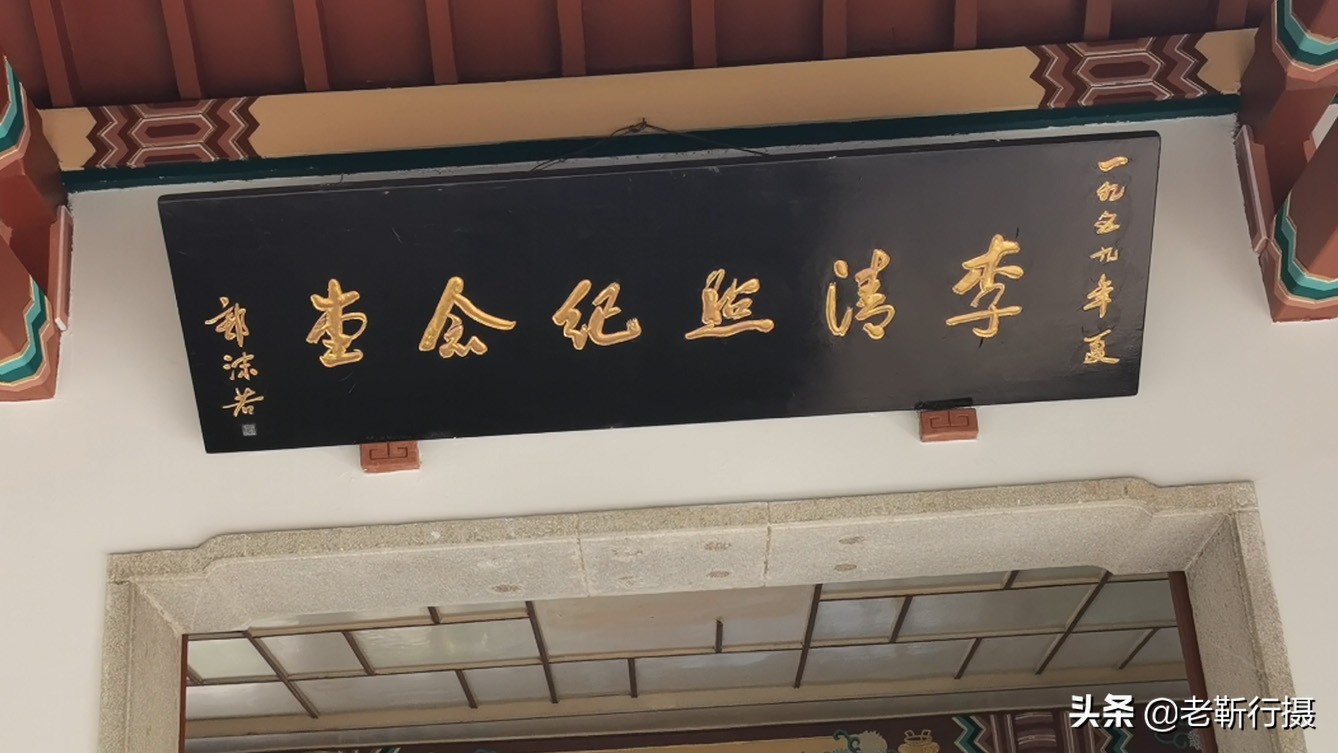 一九五九年夏
李清照纪念堂
郭沫若
头条 @老靳行摄